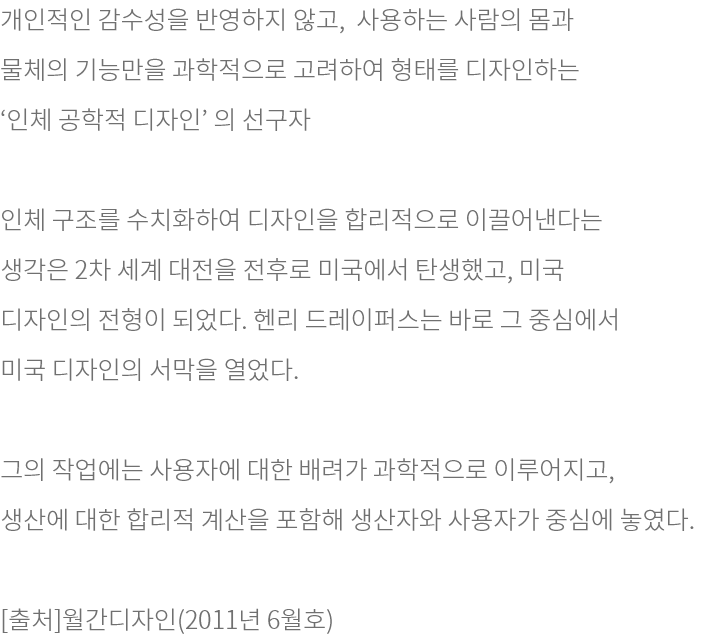 개인적인 감수성을 반영하지 않고,  사용하는 사람의 몸과
물체의 기능만을 과학적으로 고려하여 형태를 디자인하는
‘인체 공학적 디자인’ 의 선구자
인체 구조를 수치화하여 디자인을 합리적으로 이끌어낸다는
생각은 2차 세계 대전을 전후로 미국에서 탄생했고, 미국
디자인의 전형이 되었다. 헨리 드레이퍼스는 바로 그 중심에서
미국 디자인의 서막을 열었다.
그의 작업에는 사용자에 대한 배려가 과학적으로 이루어지고,
생산에 대한 합리적 계산을 포함해 생산자와 사용자가 중심에 놓였다.
[출처]월간디자인(2011년 6월호)